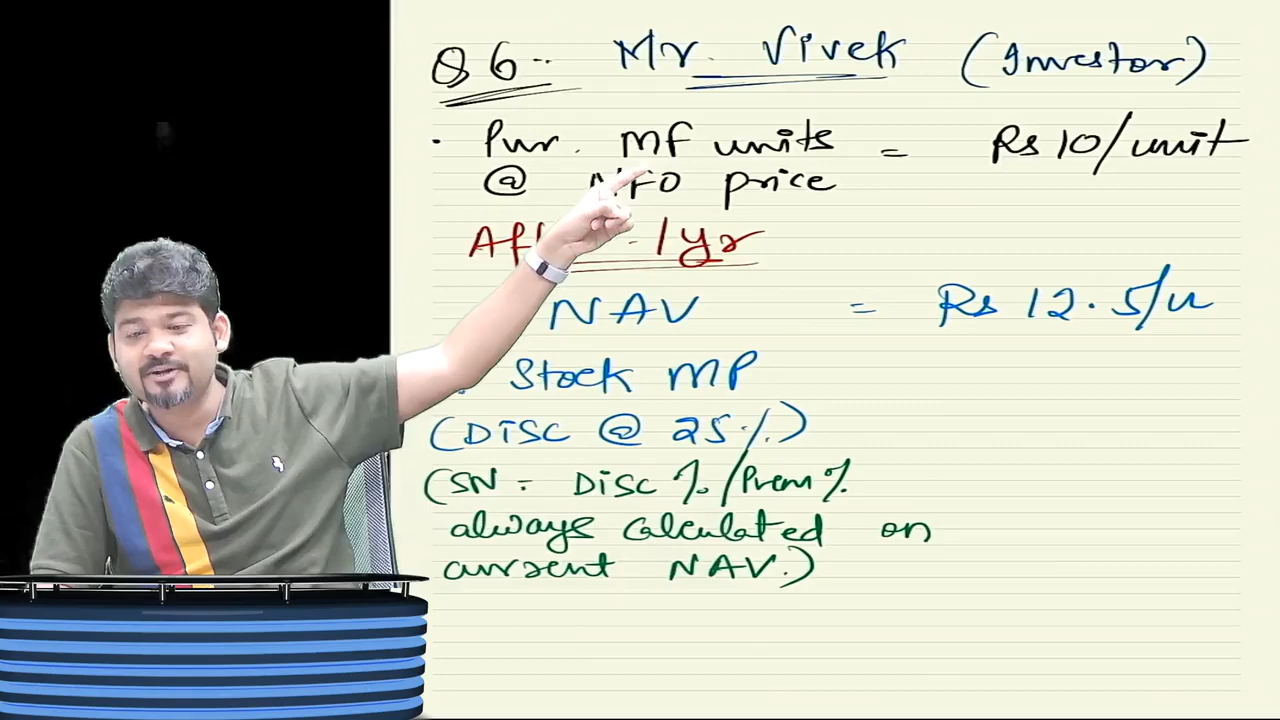 Q6.. Mr. Vivek (Investor)
• Pur. MF units = Rs 10/unit
@ NFO price
1yr
NAV = Rs 12.5/u
Stock MP
(DISC @ 25%)
(SN = DISC %/Prem%
always calculated on
current NAV.)